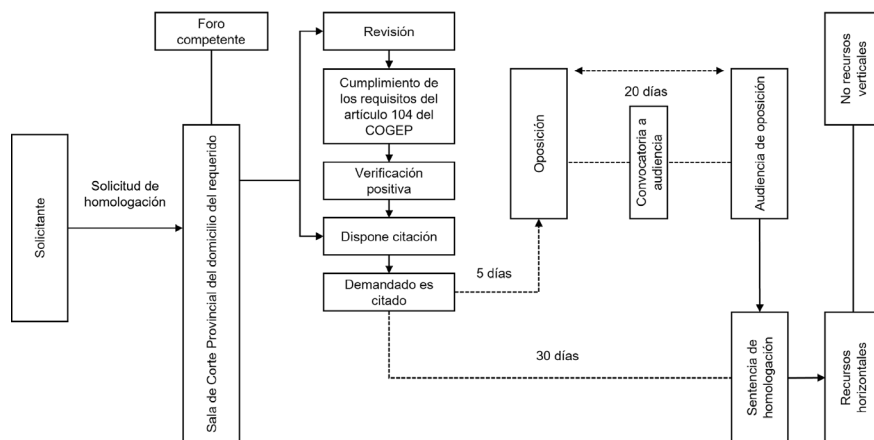 Foro
competente
Solicitante
Solicitud de
homologación
Sala de Corte Provincial del domicilio del requerido
Revisión
Cumplimiento de
los requisitos del
artículo 104 del
COGEP
Verificación
positiva
Dispone citación
Demandado es
citado
5 días
30 días
Oposición
20 días
Convocatoria a
audiencia
Audiencia de oposición
Sentencia de
homologación
Recursos
horizontales
No recursos
verticales